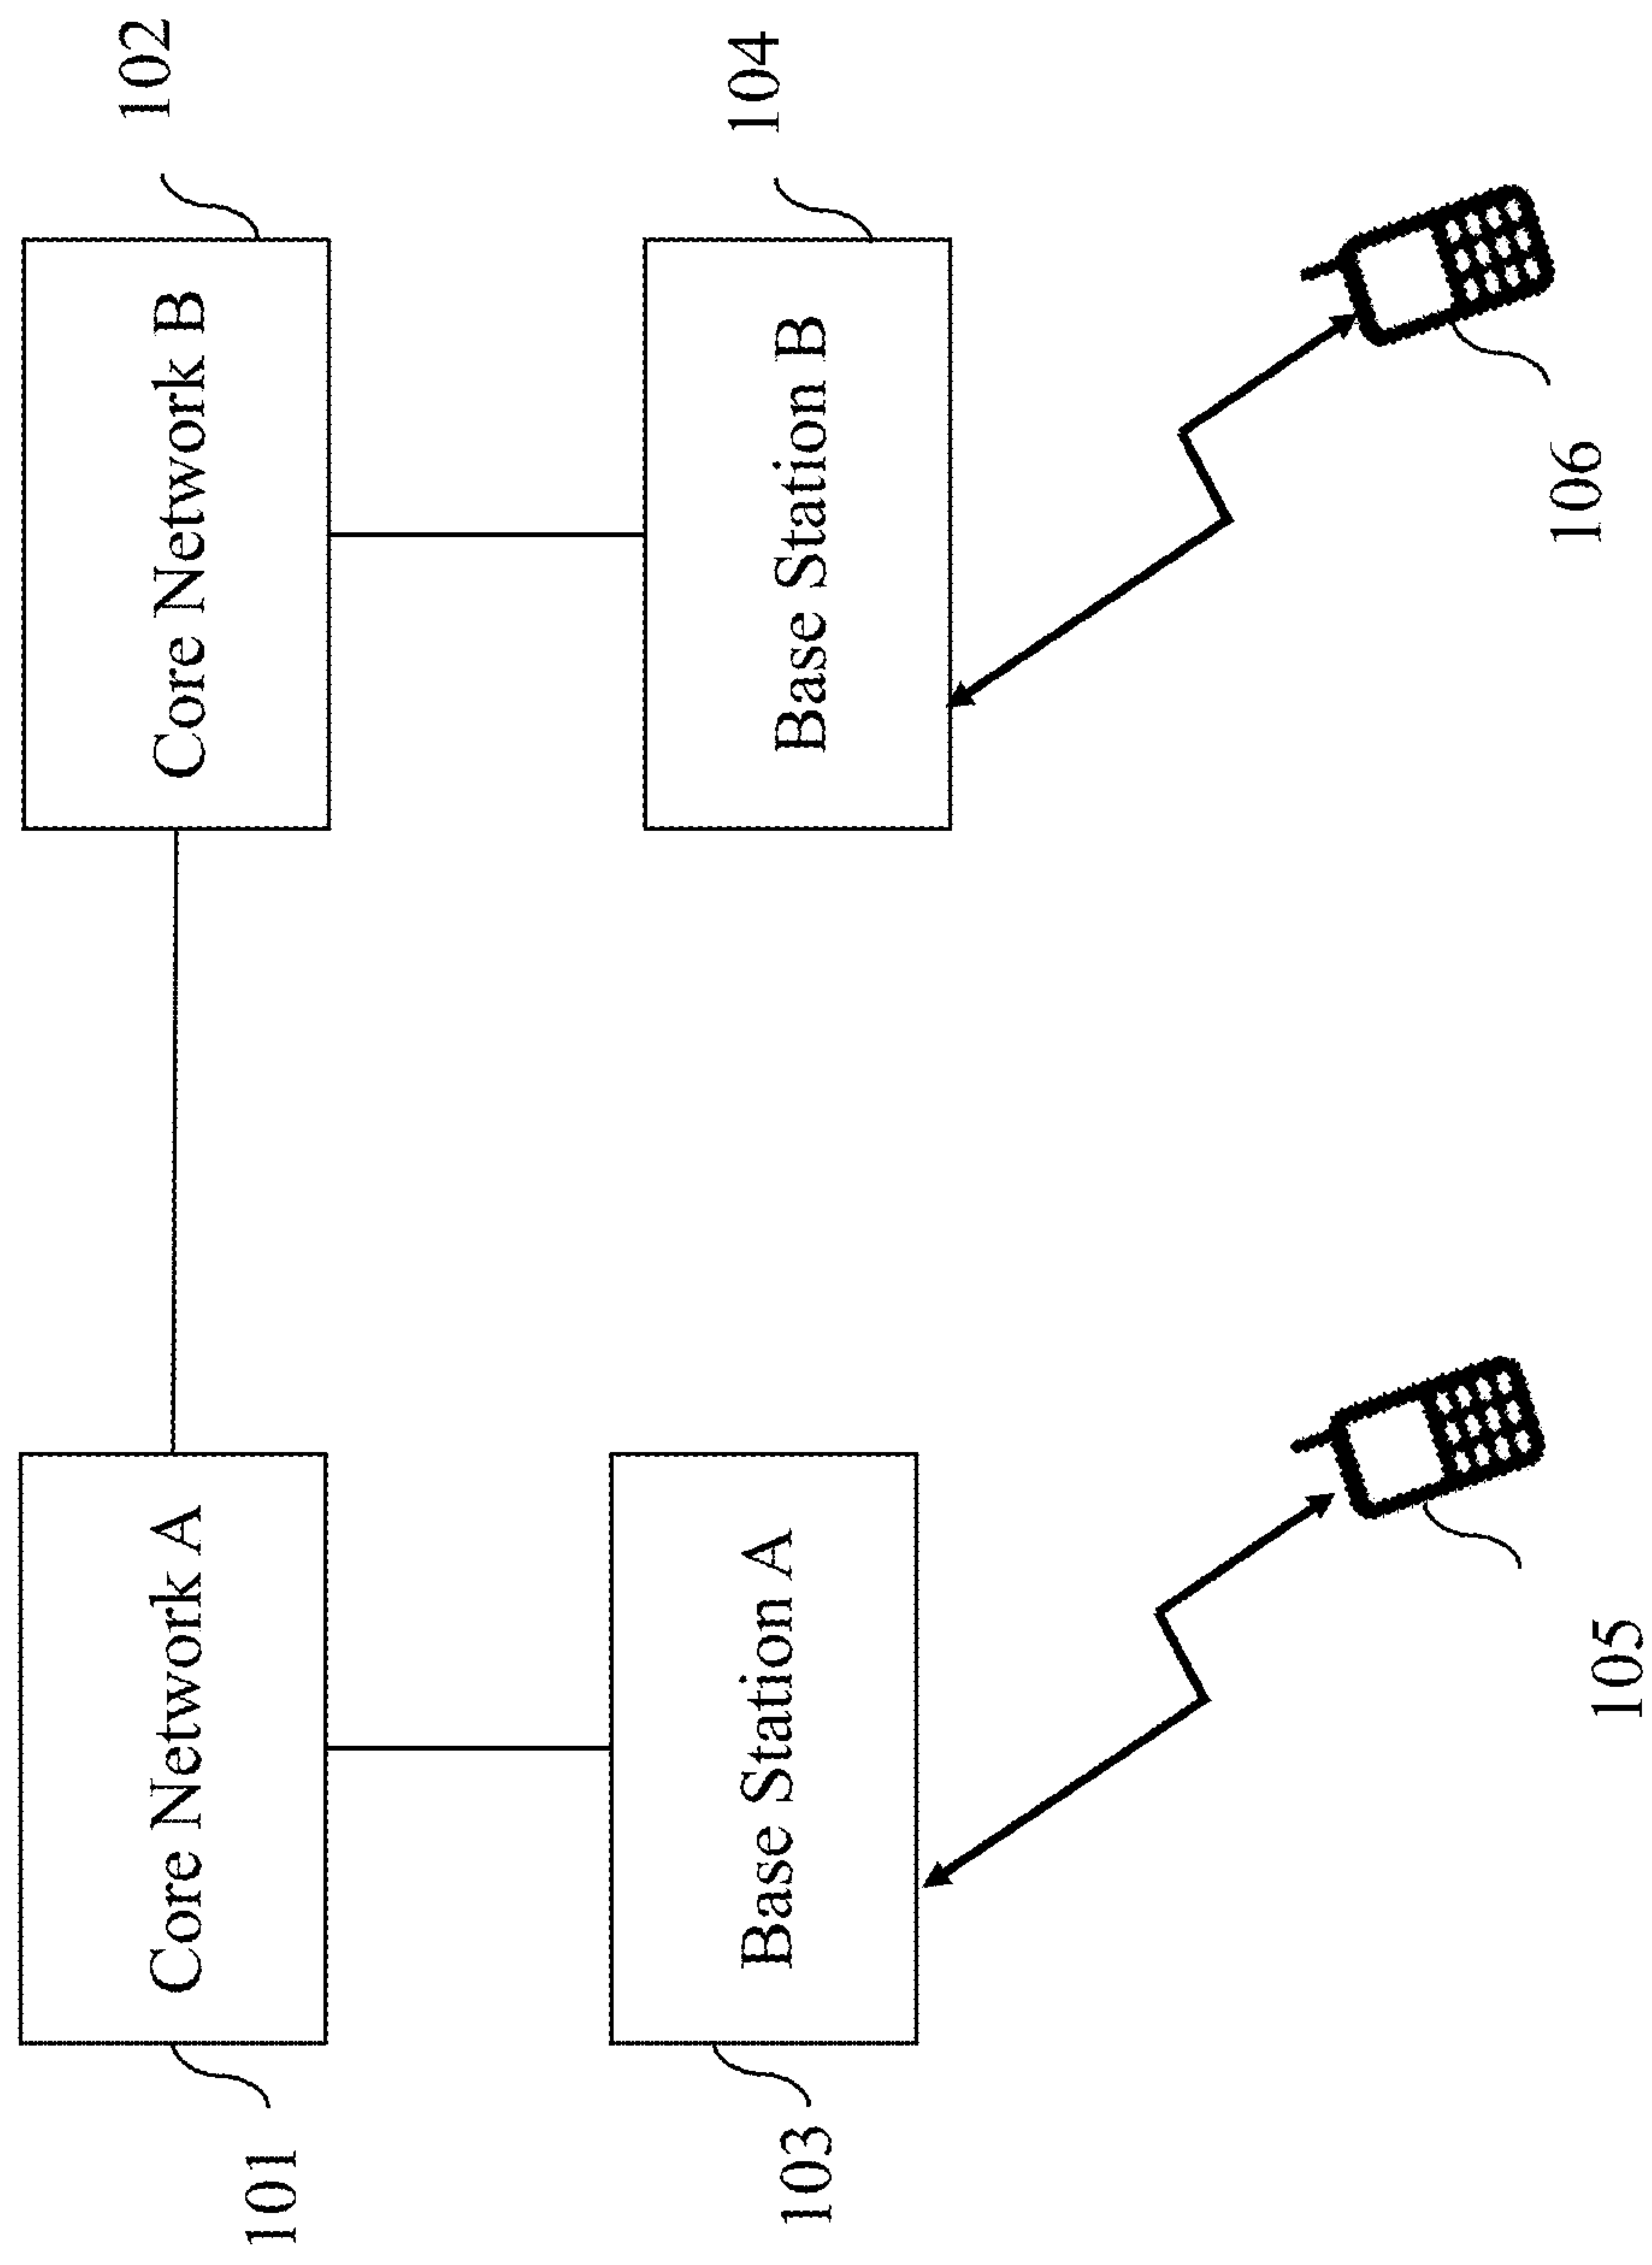 101
Core Network A
Core Network B
102
103
Base Station A
Base Station B
104
105
106